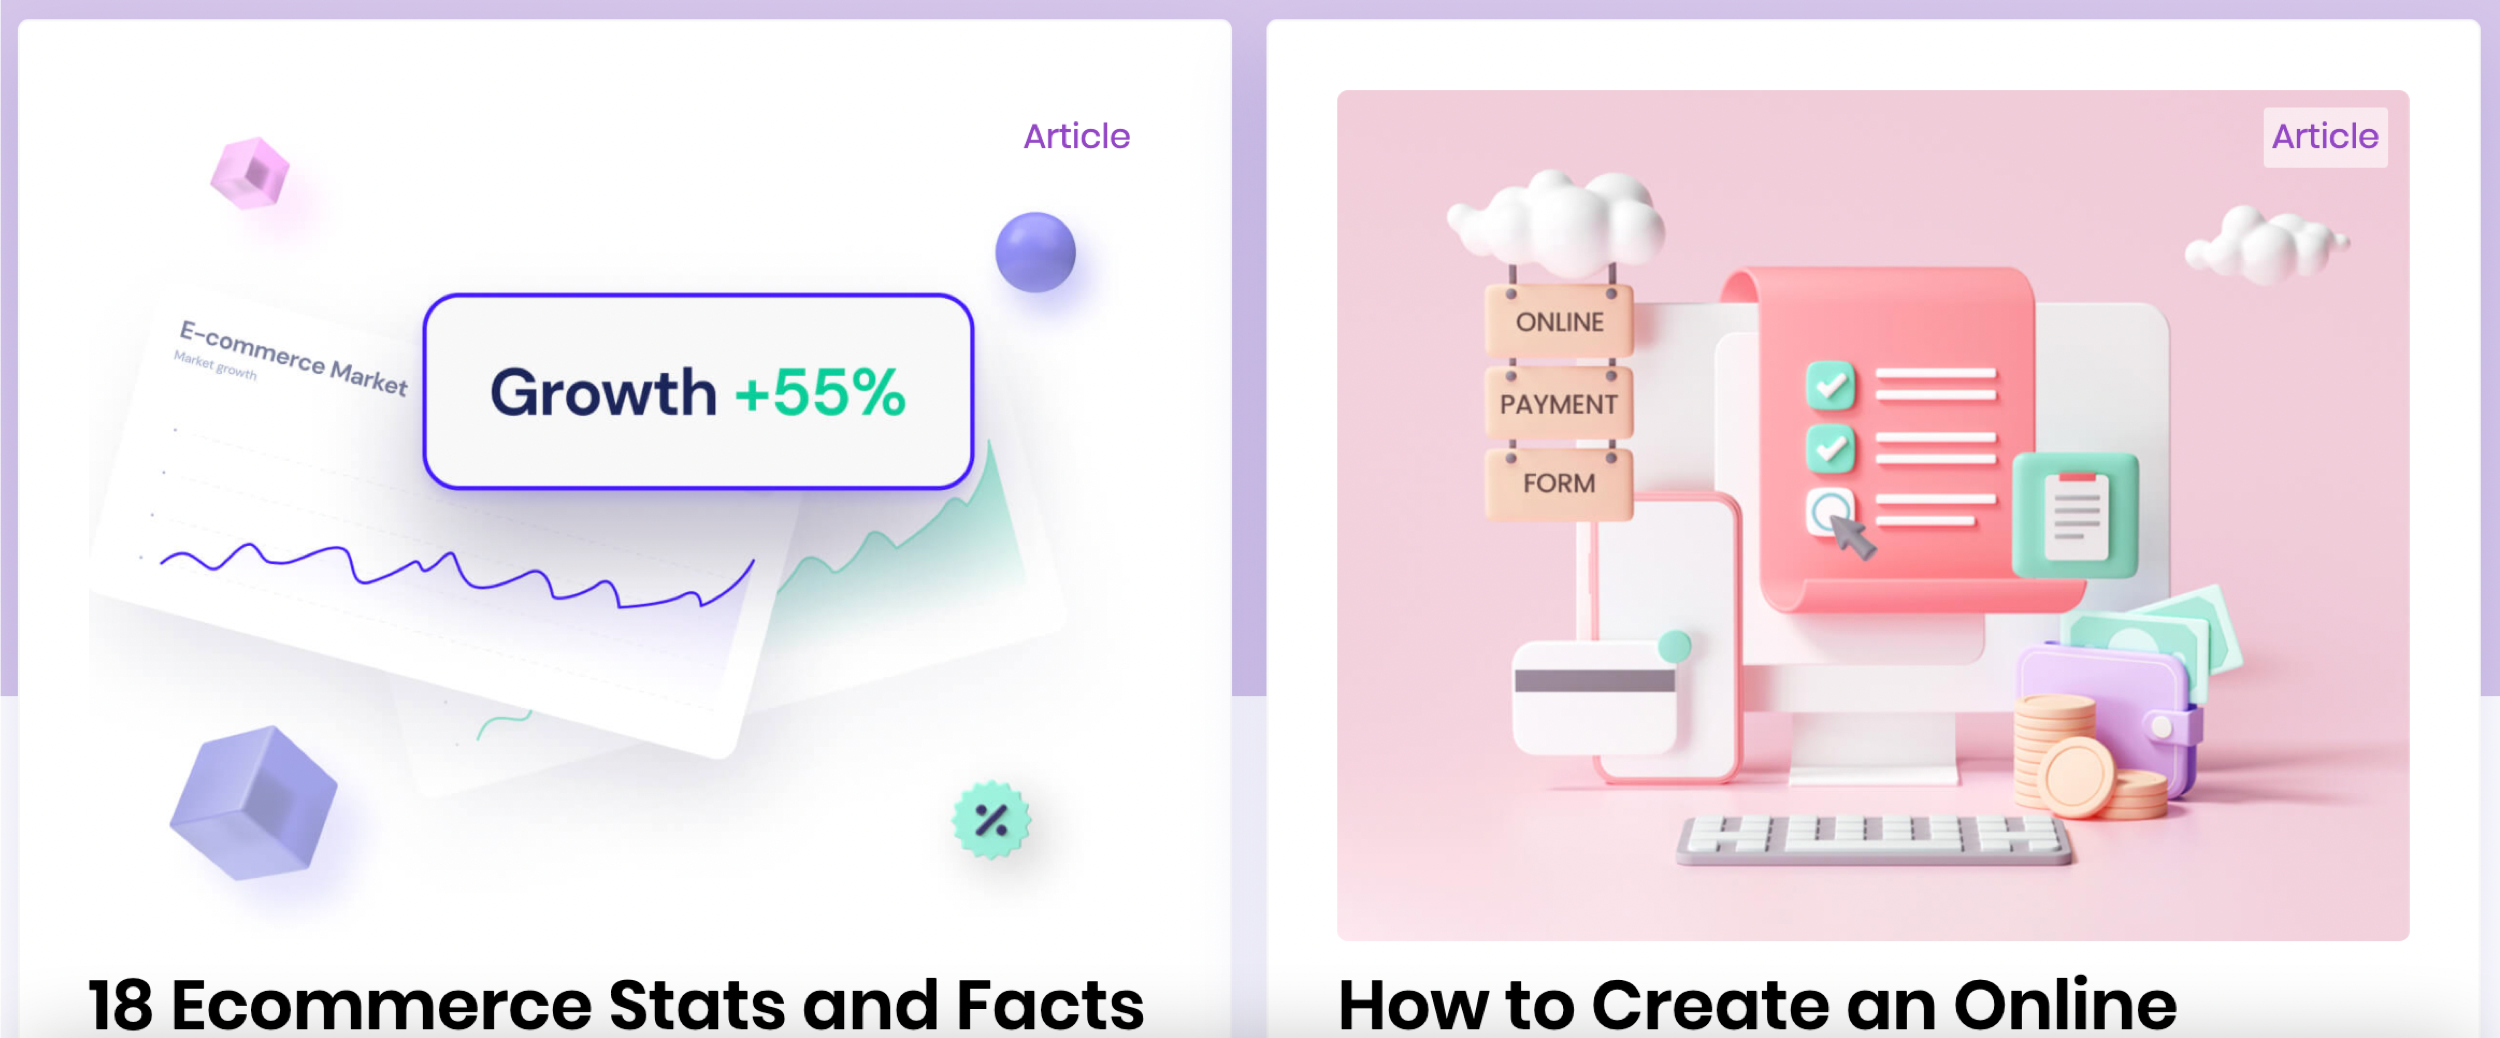 Article
E-commerce Market
Market growth
Growth +55%
18 Ecommerce Stats and Facts
Article
ONLINE
PAYMENT
FORM
How to Create an Online